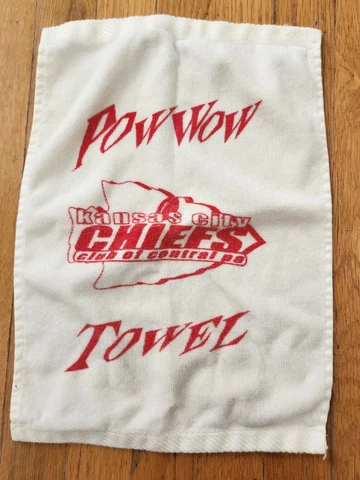 POWWOW
Kansas city
CHIEFS
club of central pa
TOWEL